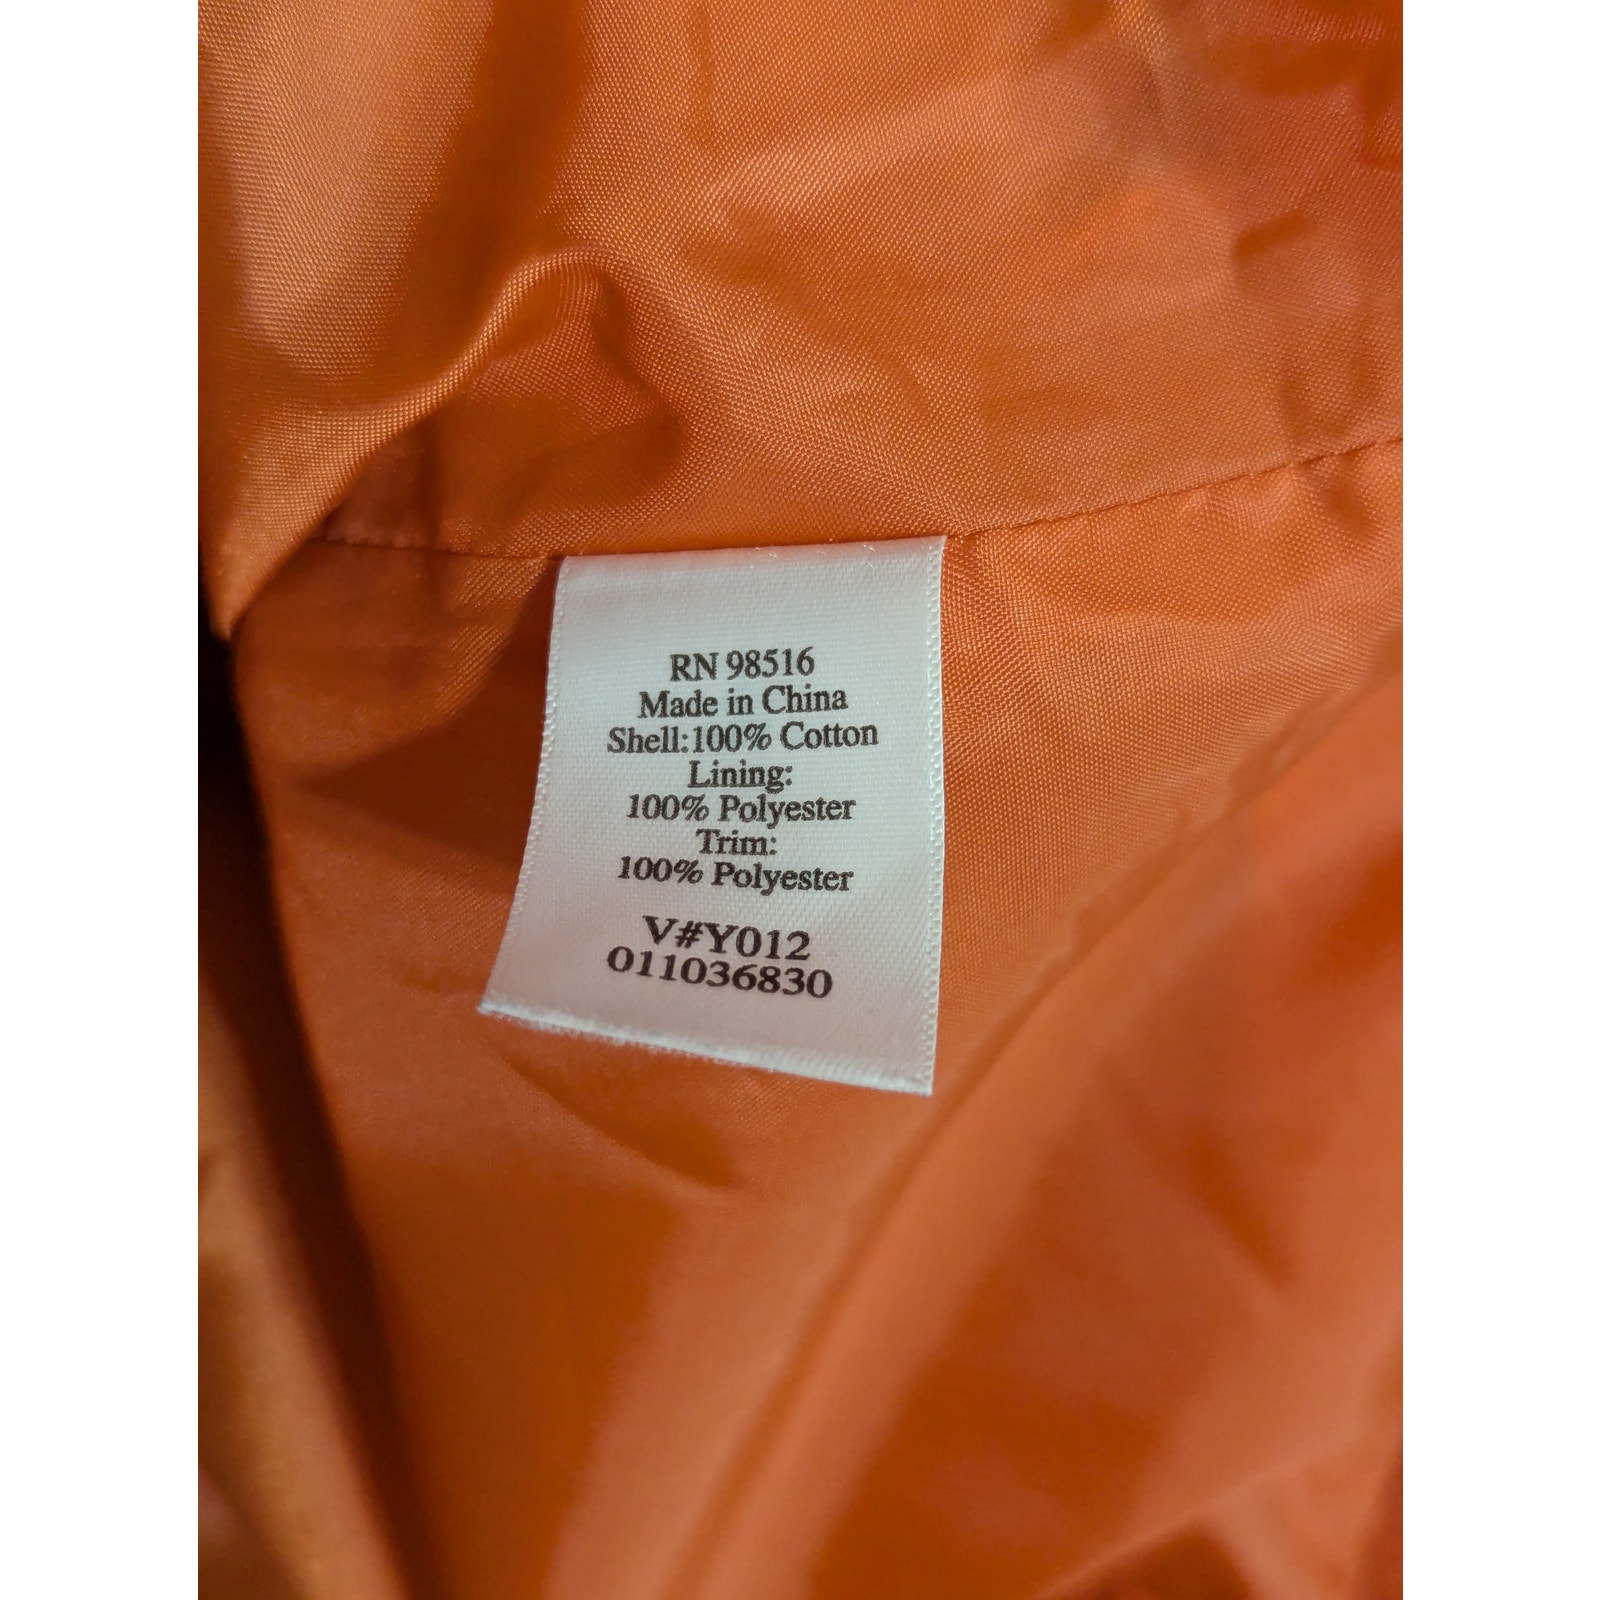 RN 98516
Made in China
Shell:100% Cotton
Lining:
100% Polyester
Trim:
100% Polyester
V#Y012
011036830